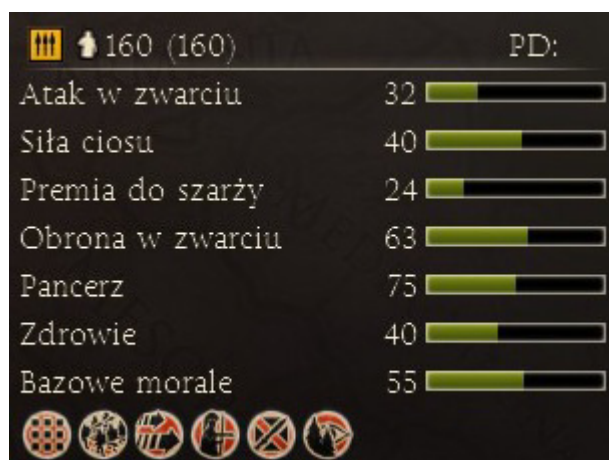 160 (160) PD:
Atak w zwarciu 32
Siła ciosu 40
Premia do szarży 24
Obrona w zwarciu 63
Pancerz 75
Zdrowie 40
Bazowe morale 55